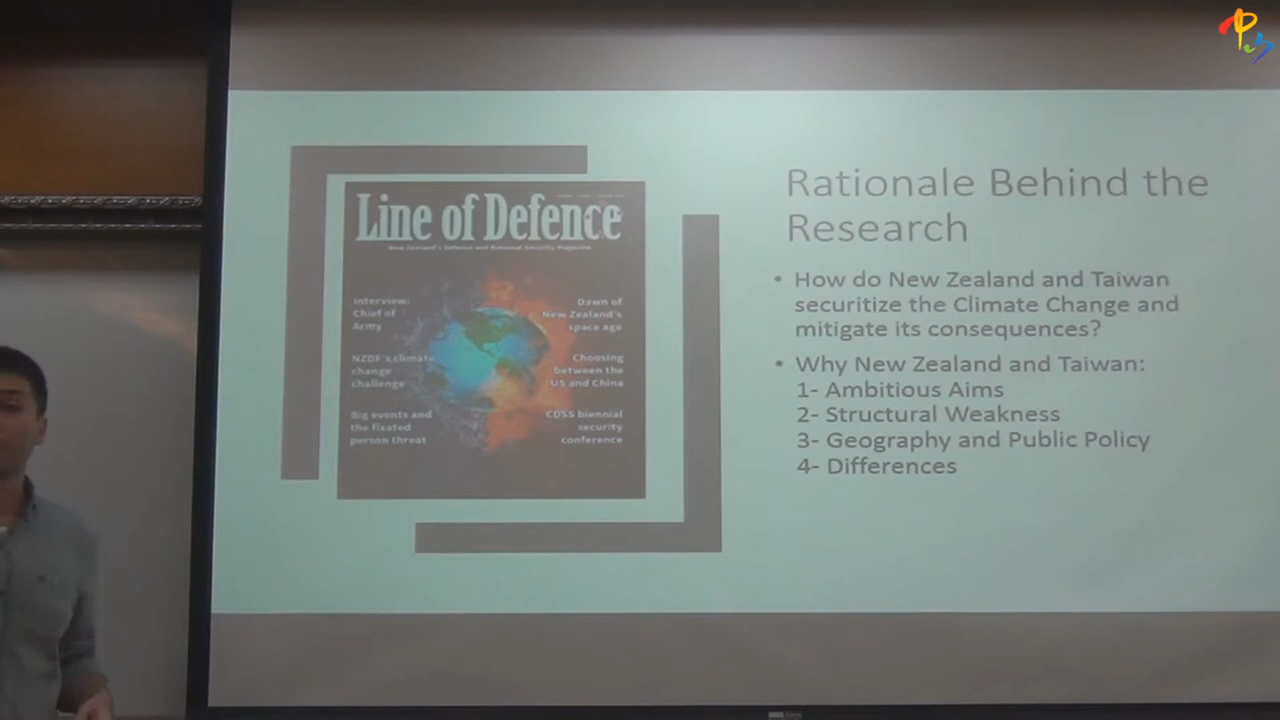 Line of Defence
New Zealand's Defence and National Security Magazine
Interview:
Chief of
Army
NZDF's climate
change
challenge
Big events and
the fixated
person threat
Dawn of
New Zealand's
space age
Choosing
between the
US and China
CDSS biennial
security
conference
Rationale Behind the
Research
• How do New Zealand and Taiwan
securitize the Climate Change and
mitigate its consequences?
• Why New Zealand and Taiwan:
1- Ambitious Aims
2- Structural Weakness
3- Geography and Public Policy
4- Differences